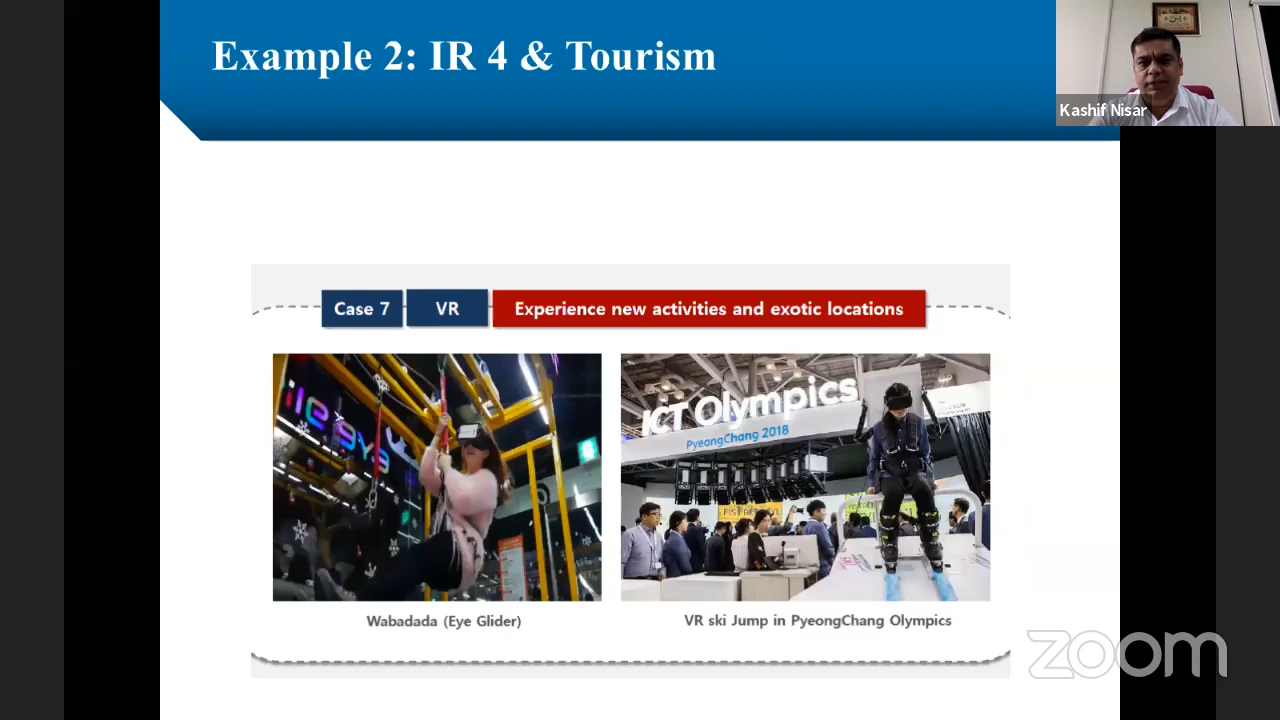 Example 2: IR 4 & Tourism
Kashif Nisar
Case 7
VR
Experience new activities and exotic locations
ICT Olympics
PyeongChang 2018
Wabadada (Eye Glider)
VR ski Jump in PyeongChang Olympics
zoom